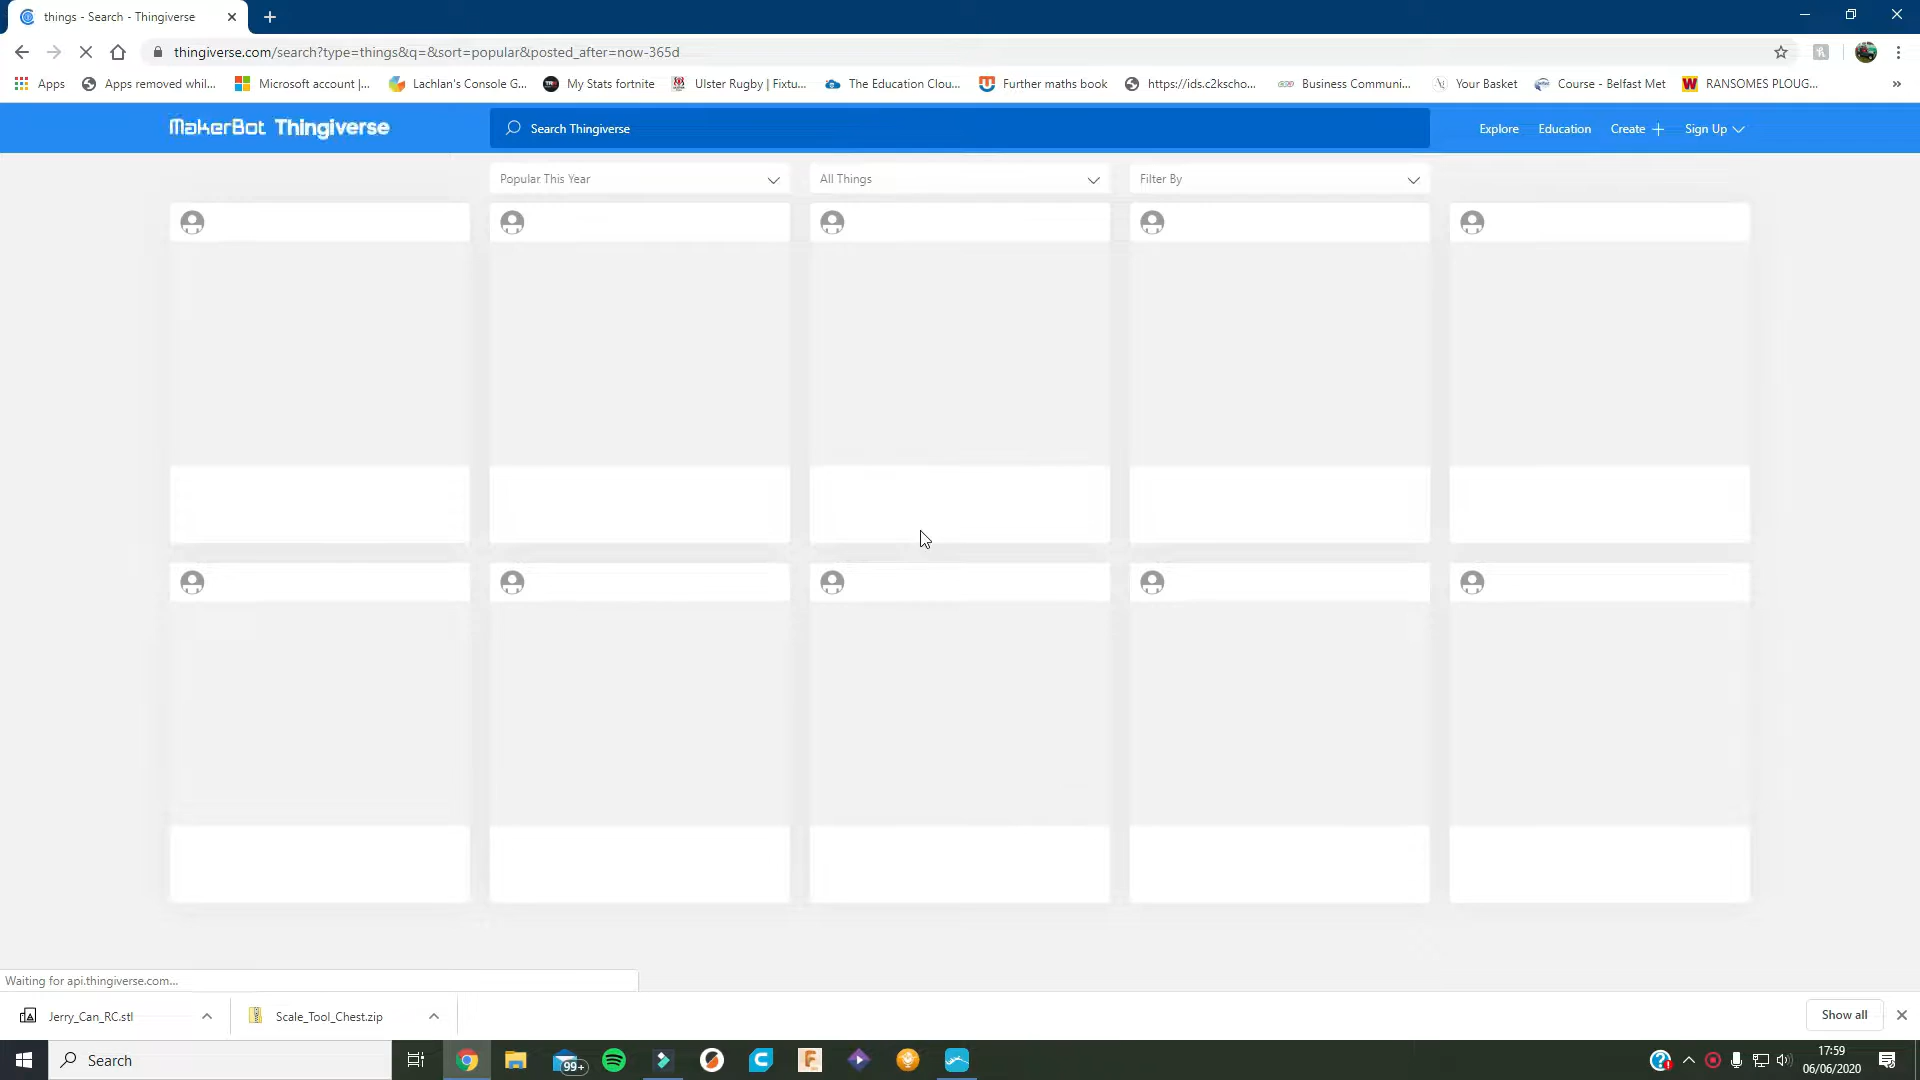 things - Search - Thingiverse
thingiverse.com/search?type=things&q=&sort=popular&posted_after=now-365d
Apps
Apps removed whil...
Microsoft account |...
Lachlan's Console G...
My Stats fortnite
Ulster Rugby | Fixtu...
The Education Clou...
Further maths book
https://ids.c2kscho...
Business Communi...
Your Basket
Course - Belfast Met
RANSOMES PLOUG...
»
MakerBot Thingiverse
Search Thingiverse
Explore
Education
Create
Sign Up
Popular This Year
All Things
Filter By
Waiting for api.thingiverse.com...
Jerry_Can_RC.stl
Scale_Tool_Chest.zip
Show all
Search
99+
17:59
06/06/2020